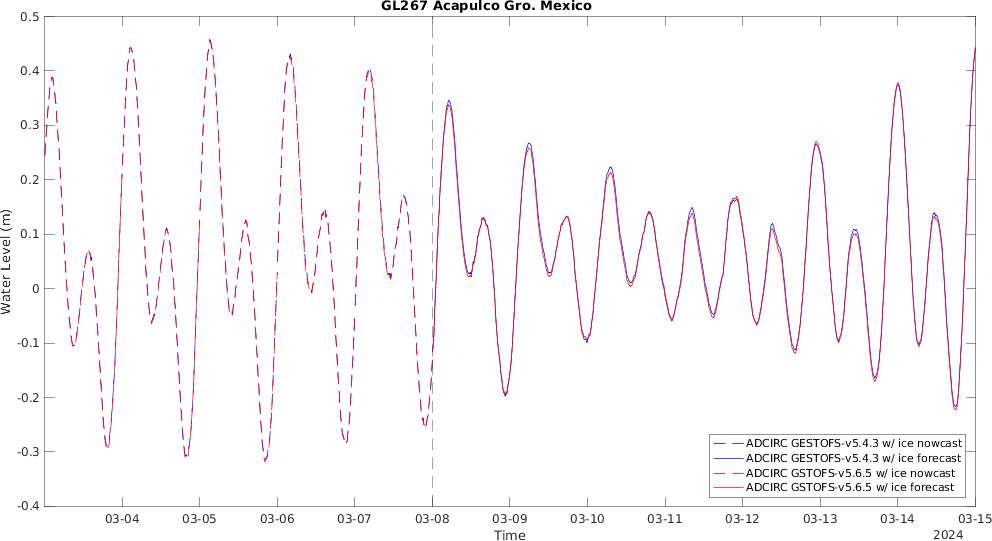 GL267 Acapulco Gro. Mexico
0.5
0.4
0.3
0.2
0.1
0
-0.1
-0.2
-0.3
-0.4
Water Level (m)
ADCIRC GESTOFS-v5.4.3 w/ ice nowcast
ADCIRC GESTOFS-v5.4.3 w/ ice forecast
ADCIRC GSTOFS-v5.6.5 w/ ice nowcast
ADCIRC GSTOFS-v5.6.5 w/ ice forecast
03-04 03-05 03-06 03-07 03-08 03-09 03-10 03-11 03-12 03-13 03-14 03-15
Time
2024